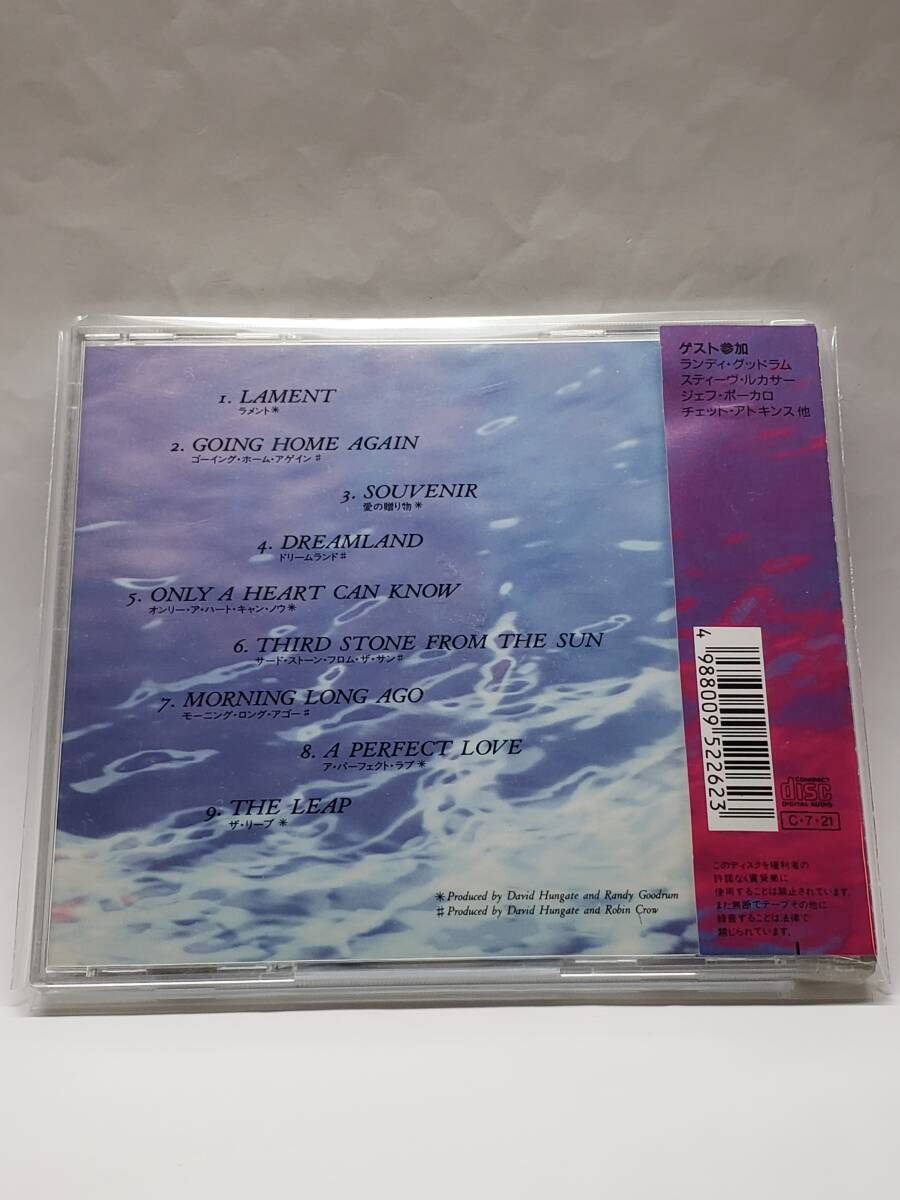 1. LAMENT
ラメント＊
2. GOING HOME AGAIN
ゴーイング・ホーム・アゲイン♯
3. SOUVENIR
愛の贈り物＊
4. DREAMLAND
ドリームランド♯
5. ONLY A HEART CAN KNOW
オンリー・ア・ハート・キャン・ノウ＊
6. THIRD STONE FROM THE SUN
サード・ストーン・フロム・ザ・サン♯
7. MORNING LONG AGO
モーニング・ロング・アゴー♯
8. A PERFECT LOVE
ア・パーフェクト・ラブ＊
9. THE LEAP
ザ・リープ＊
＊Produced by David Hungate and Randy Goodrum
♯Produced by David Hungate and Robin Crow
ゲスト参加
ランディ・グッドラム
スティーヴ・ルカサー
ジェフ・ポーカロ
チェット・アトキンス他
4988009522623
COMPACT
disc
DIGITAL AUDIO
C・7・21
このディスクを権利者の
許諾なく賃貸業に
使用することは禁止されています。
また無断でテープその他に
録音することは法律で
禁じられています。